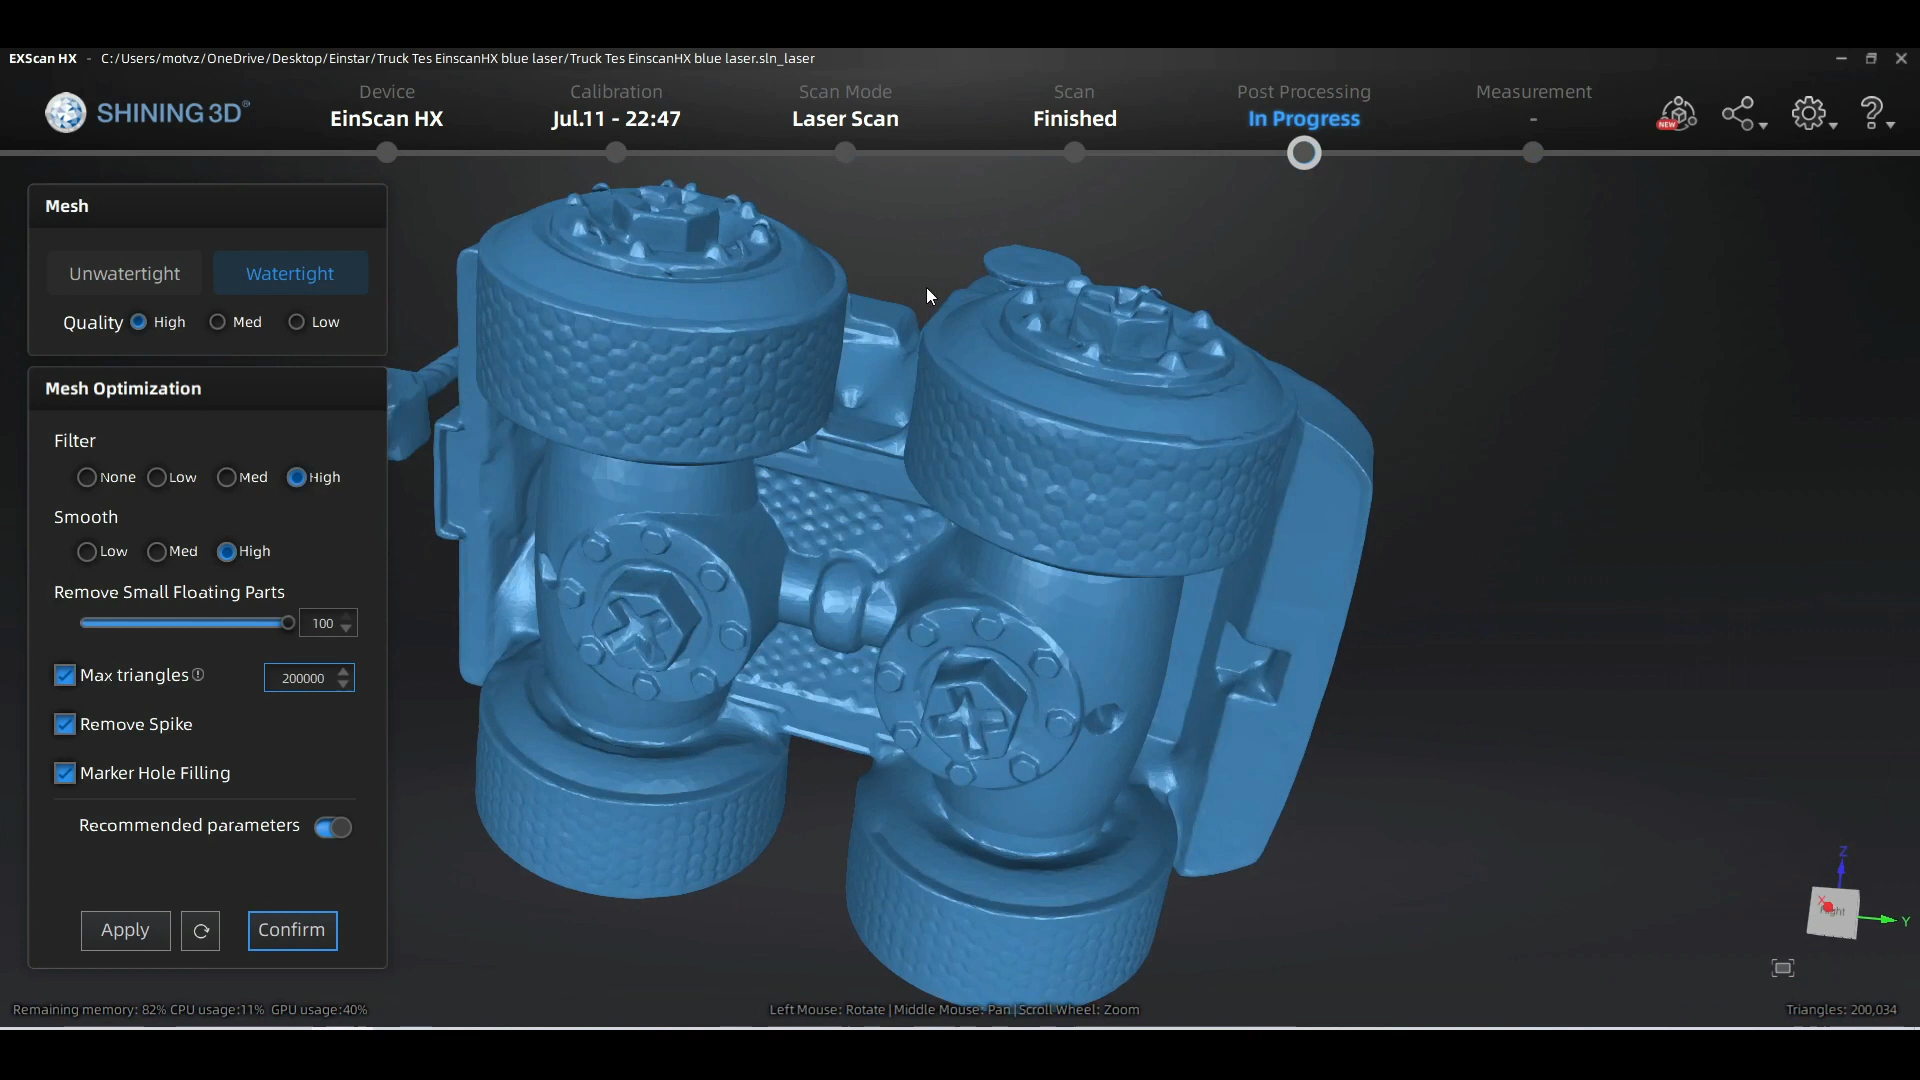 EXScan HX - C:/Users/motvz/OneDrive/Desktop/Einstar/Truck Tes EinscanHX blue laser/Truck Tes EinscanHX blue laser.sln_laser
SHINING 3D®
Device
EinScan HX
Calibration
Jul.11 - 22:47
Scan Mode
Laser Scan
Scan
Finished
Post Processing
In Progress
Measurement
-
NEW
Mesh
Unwatertight Watertight
Quality High Med Low
Mesh Optimization
Filter
None Low Med High
Smooth
Low Med High
Remove Small Floating Parts
100
Max triangles 200000
Remove Spike
Marker Hole Filling
Recommended parameters
Apply Confirm
Z
X
Right
Y
Remaining memory: 82% CPU usage:11% GPU usage:40%
Left Mouse: Rotate | Middle Mouse: Pan | Scroll Wheel: Zoom
Triangles: 200,034